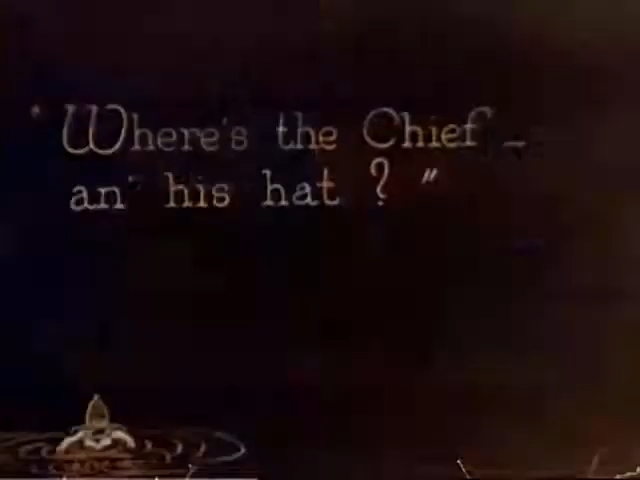 "Where's the Chief –
an' his hat?"